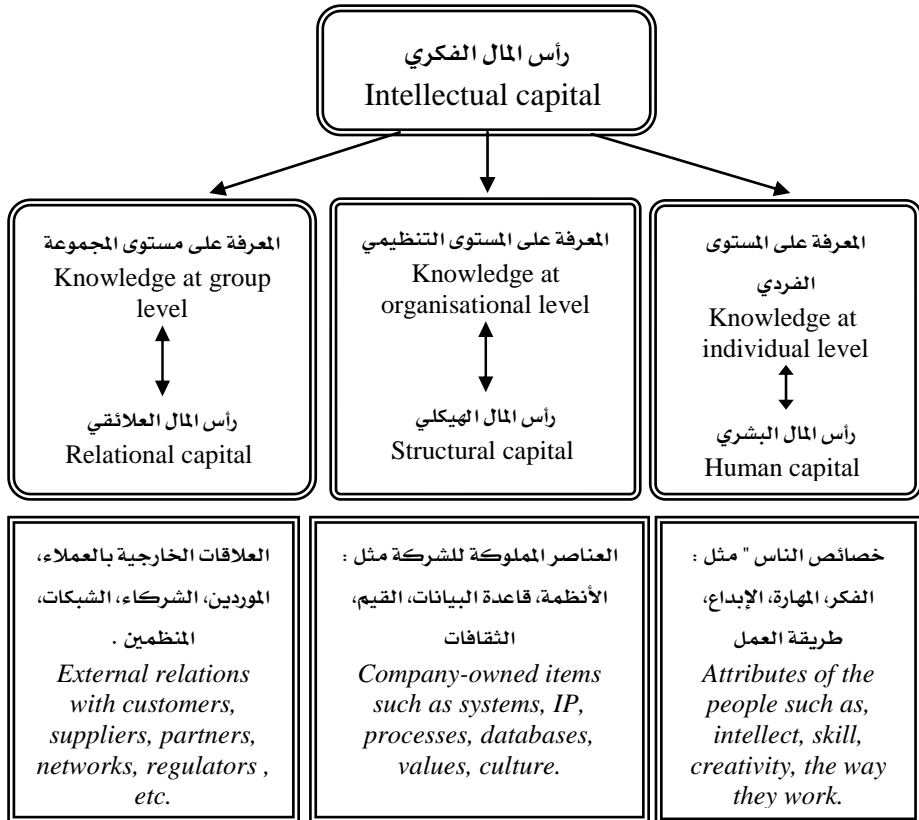 رأس المال الفكري
Intellectual capital
المعرفة على مستوى المجموعة
Knowledge at group
level
رأس المال العلائقي
Relational capital
المعرفة على المستوى التنظيمي
Knowledge at
organisational level
رأس المال الهيكلي
Structural capital
المعرفة على المستوى
الفردي
Knowledge at
individual level
رأس المال البشري
Human capital
العلاقات الخارجية بالعملاء،
الموردين، الشركاء، الشبكات،
المنظمين .
External relations
with customers,
suppliers, partners,
networks, regulators ,
etc.
العناصر المملوكة للشركة مثل :
الأنظمة، قاعدة البيانات، القيم،
الثقافات
Company-owned items
such as systems, IP,
processes, databases,
values, culture.
خصائص الناس " مثل :
الفكر، المهارة، الإبداع،
طريقة العمل
Attributes of the
people such as,
intellect, skill,
creativity, the way
they work.